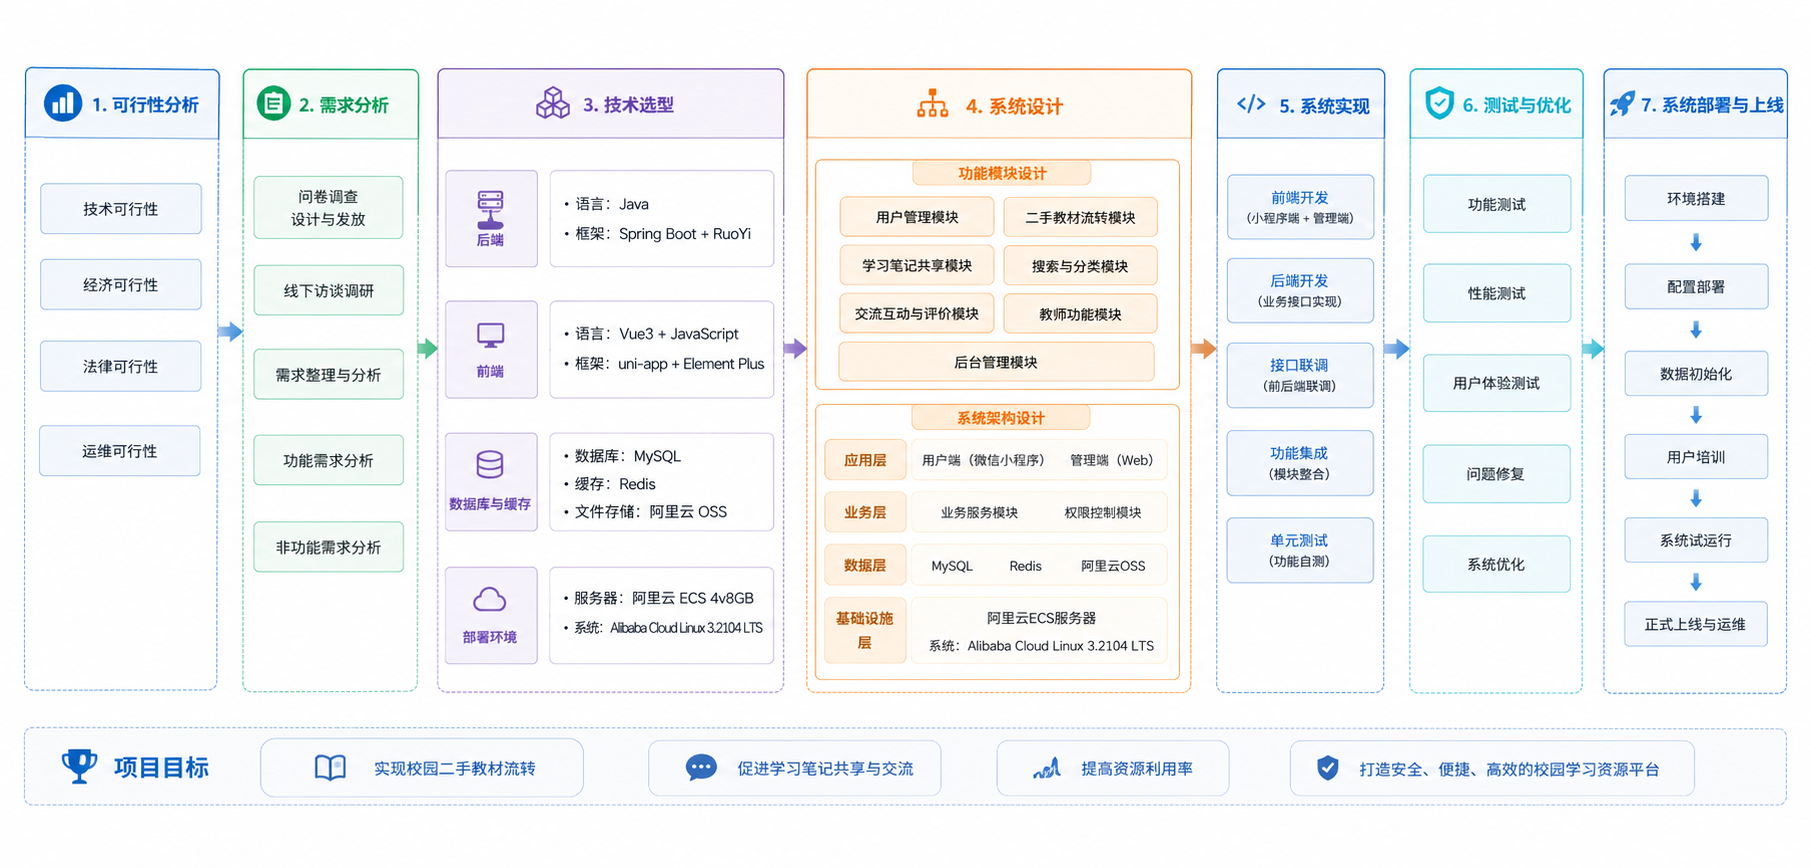 1. 可行性分析
技术可行性
经济可行性
法律可行性
运维可行性
2. 需求分析
问卷调查
设计与发放
线下访谈调研
需求整理与分析
功能需求分析
非功能需求分析
3. 技术选型
后端
• 语言：Java
• 框架：Spring Boot + RuoYi
前端
• 语言：Vue3 + JavaScript
• 框架：uni-app + Element Plus
数据库与缓存
• 数据库：MySQL
• 缓存：Redis
• 文件存储：阿里云 OSS
部署环境
• 服务器：阿里云 ECS 4v8GB
• 系统：Alibaba Cloud Linux 3.2104 LTS
4. 系统设计
功能模块设计
用户管理模块 二手教材流转模块
学习笔记共享模块 搜索与分类模块
交流互动与评价模块 教师功能模块
后台管理模块
系统架构设计
应用层 用户端（微信小程序） 管理端（Web）
业务层 业务服务模块 权限控制模块
数据层 MySQL Redis 阿里云OSS
基础设施
层
阿里云ECS服务器
系统：Alibaba Cloud Linux 3.2104 LTS
</> 5. 系统实现
前端开发
（小程序端 + 管理端）
后端开发
（业务接口实现）
接口联调
（前后端联调）
功能集成
（模块整合）
单元测试
（功能自测）
6. 测试与优化
功能测试
性能测试
用户体验测试
问题修复
系统优化
7. 系统部署与上线
环境搭建
配置部署
数据初始化
用户培训
系统试运行
正式上线与运维
项目目标
实现校园二手教材流转
促进学习笔记共享与交流
提高资源利用率
打造安全、便捷、高效的校园学习资源平台